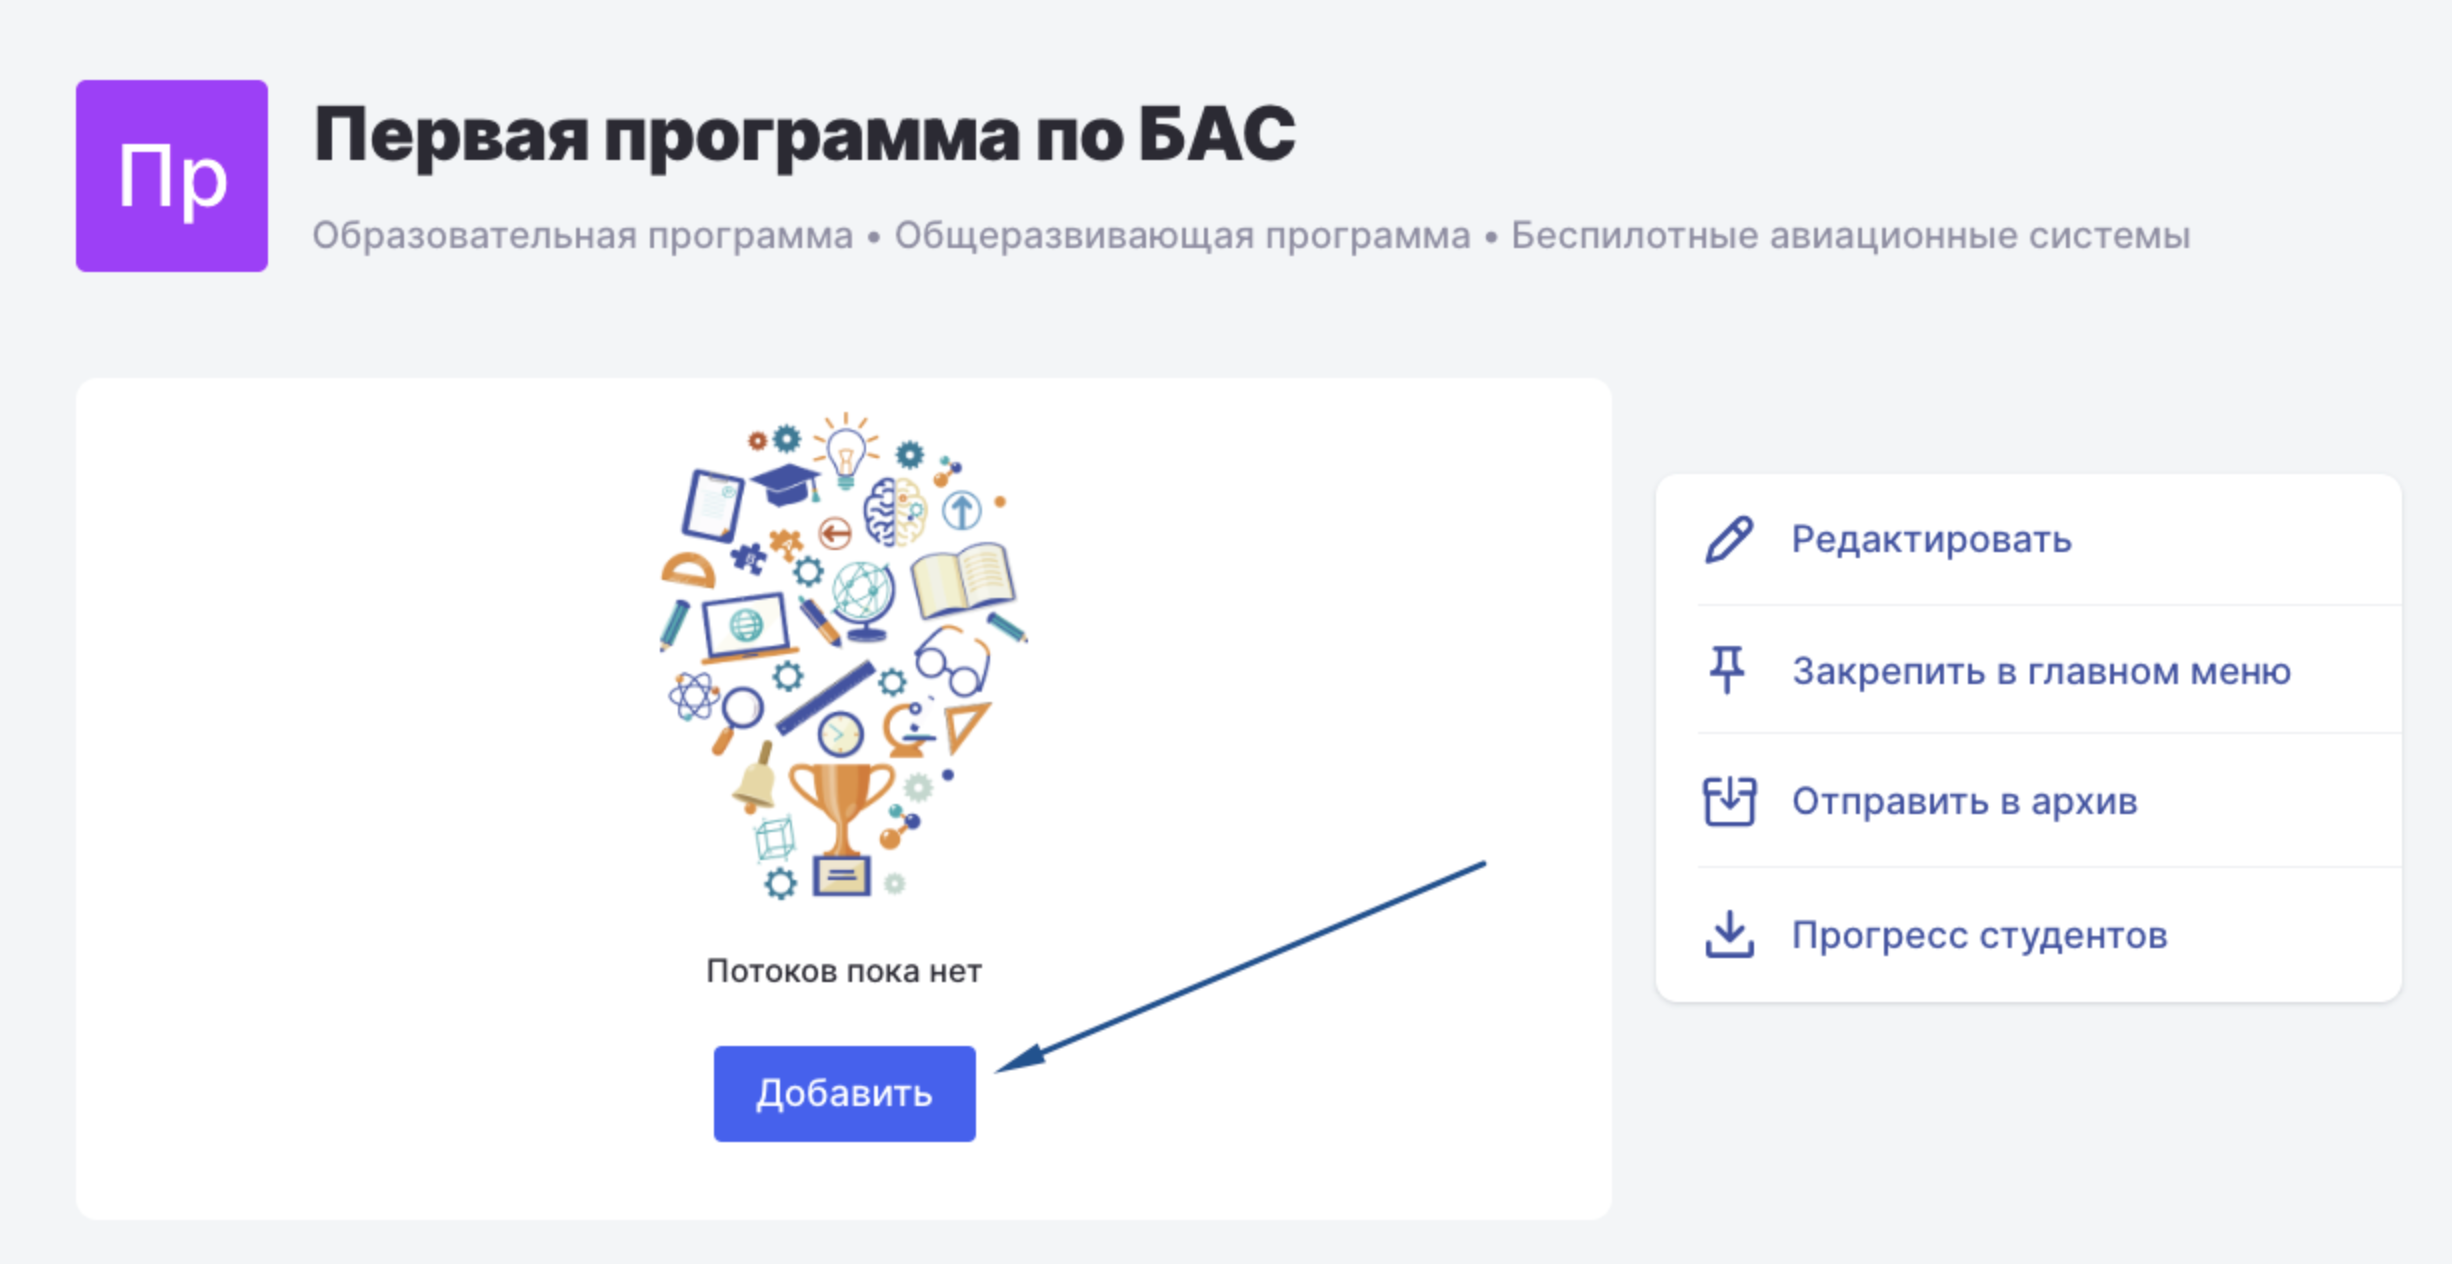 Пр
Первая программа по БАС
Образовательная программа • Общеразвивающая программа • Беспилотные авиационные системы
Потоков пока нет
Добавить
Редактировать
Закрепить в главном меню
Отправить в архив
Прогресс студентов